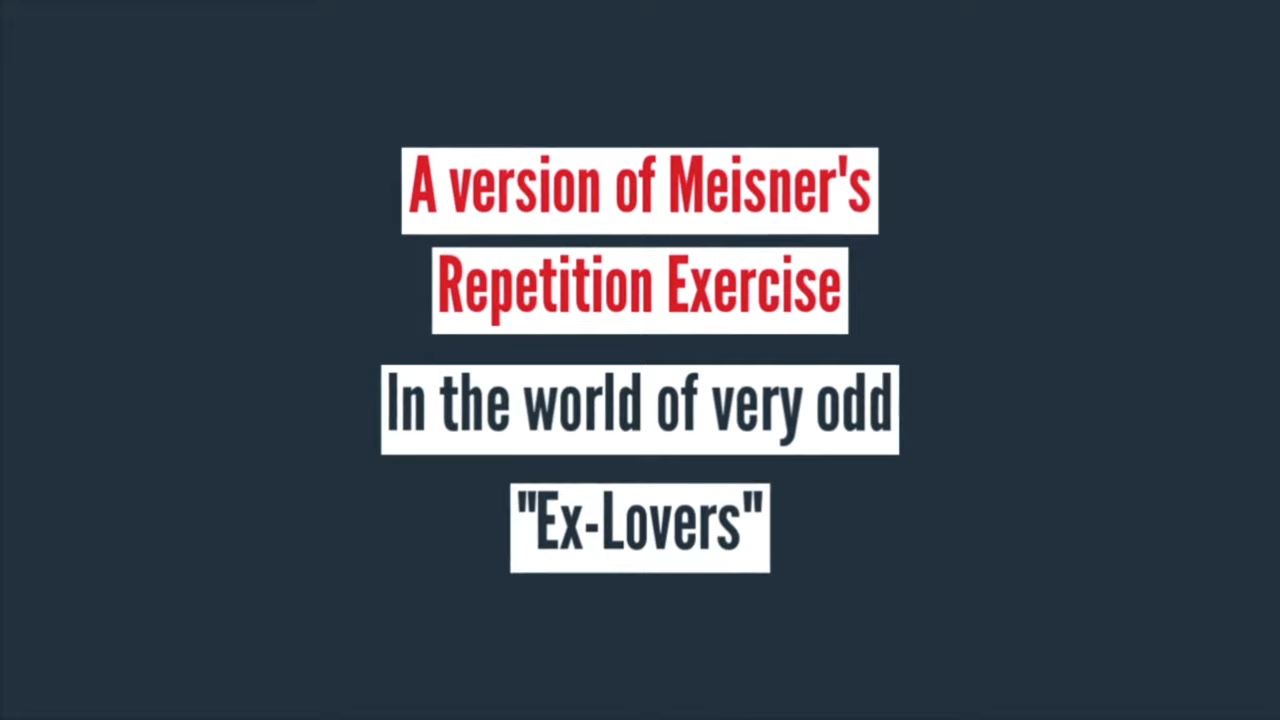 A version of Meisner's
Repetition Exercise
In the world of very odd
"Ex-Lovers"